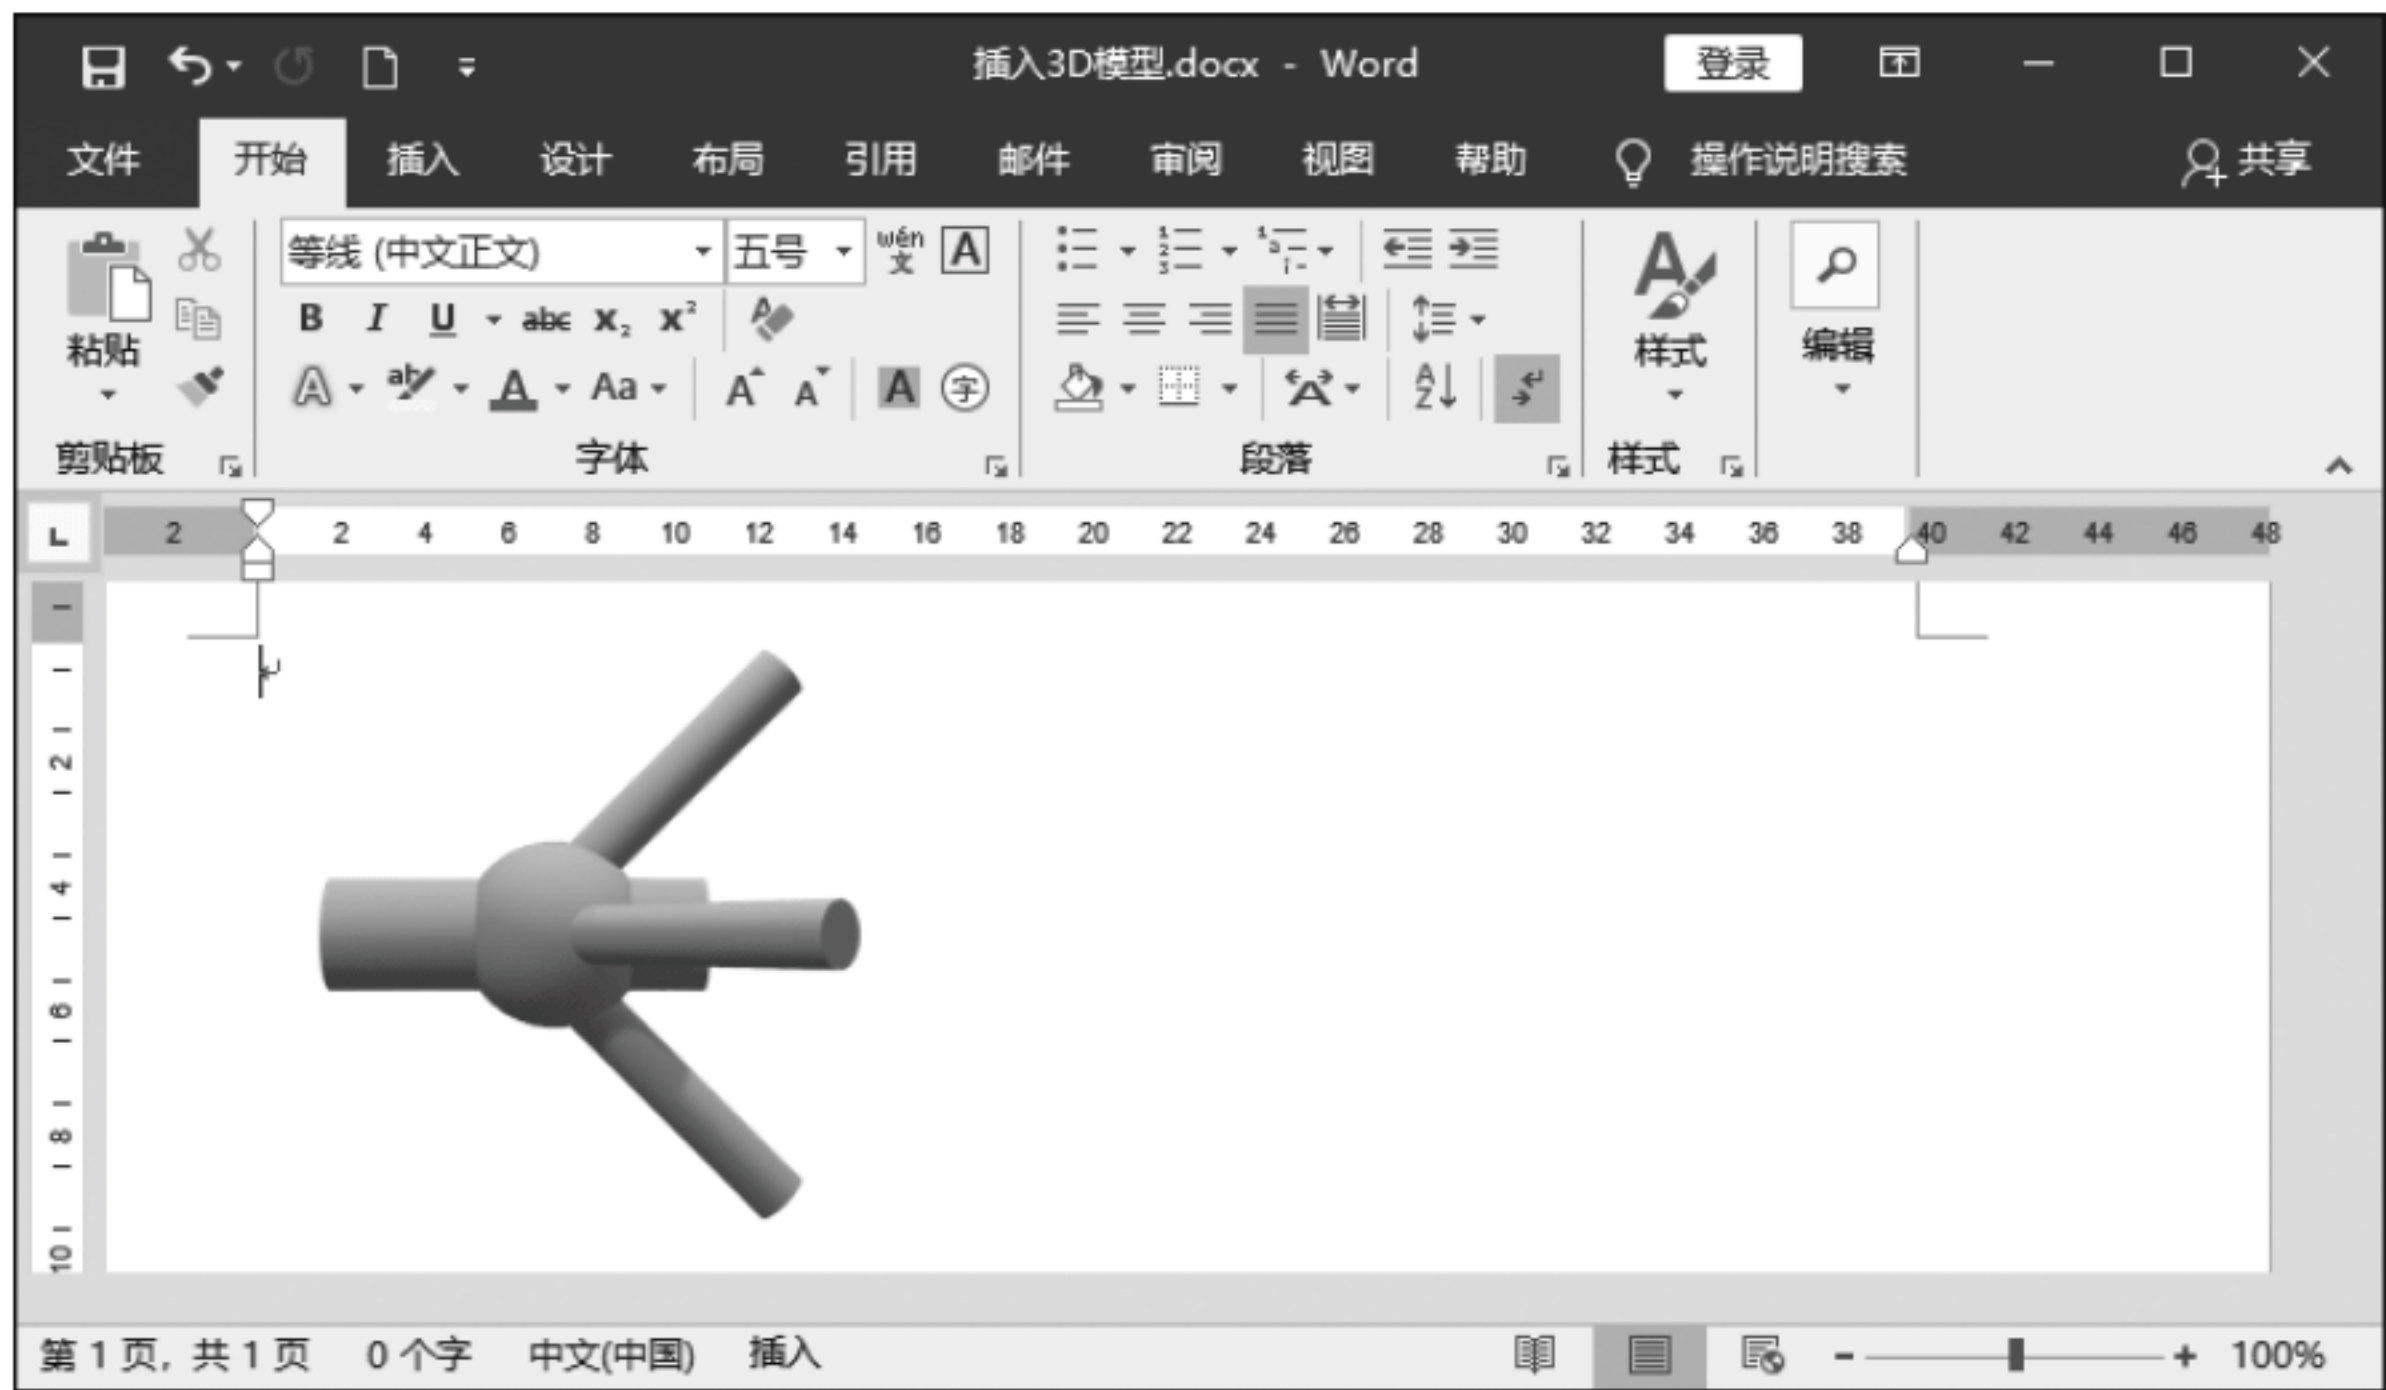 插入3D模型.docx - Word
登录
文件 开始 插入 设计 布局 引用 邮件 审阅 视图 帮助 操作说明搜索 共享
等线 (中文正文) 五号 wén 文 A
B I U abc x₂ x²
粘贴 样式 编辑
A ab A Aa A A A 字 A A Z
剪贴板 字体 段落 样式
L 2 2 4 6 8 10 12 14 16 18 20 22 24 26 28 30 32 34 36 38 40 42 44 46 48
2
4
6
8
10
第 1 页, 共 1 页 0 个字 中文(中国) 插入 100%